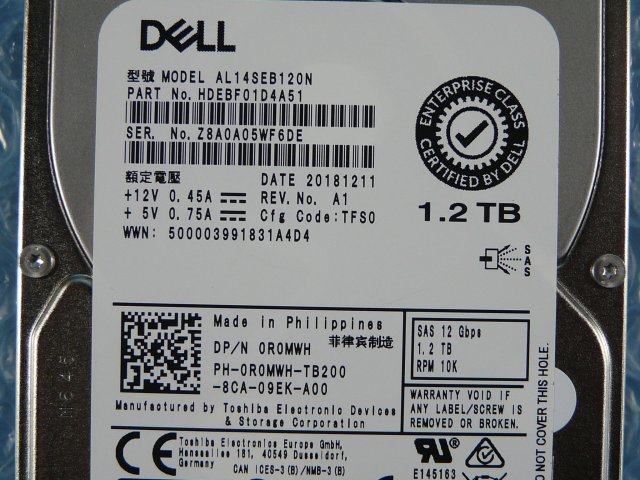 DELL
型號 MODEL AL14SEB120N
PART No. HDEBF01D4A51
SER. No. Z8A0A05WF6DE
額定電壓 DATE 20181211
+12V 0.45A REV. No. A1
+ 5V 0.75A Cfg Code:TFS0
WWN: 500003991831A4D4
ENTERPRISE CLASS
CERTIFIED BY DELL
1.2 TB
SAS
Made in Philippines
菲律宾制造
DP/N 0R0MWH
PH-0R0MWH-TB200
-8CA-09EK-A00
Manufactured by Toshiba Electronic Devices
& Storage Corporation
SAS 12 Gbps
1.2 TB
RPM 10K
WARRANTY VOID IF
ANY LABEL/SCREW IS
REMOVED OR BROKEN.
DO NOT COVER THIS HOLE.
CE
Toshiba Electronics Europe GmbH,
Hansaallee 181, 40549 Dusseldorf,
Germany
CAN ICES-3(B)/NMB-3(B)
E145163